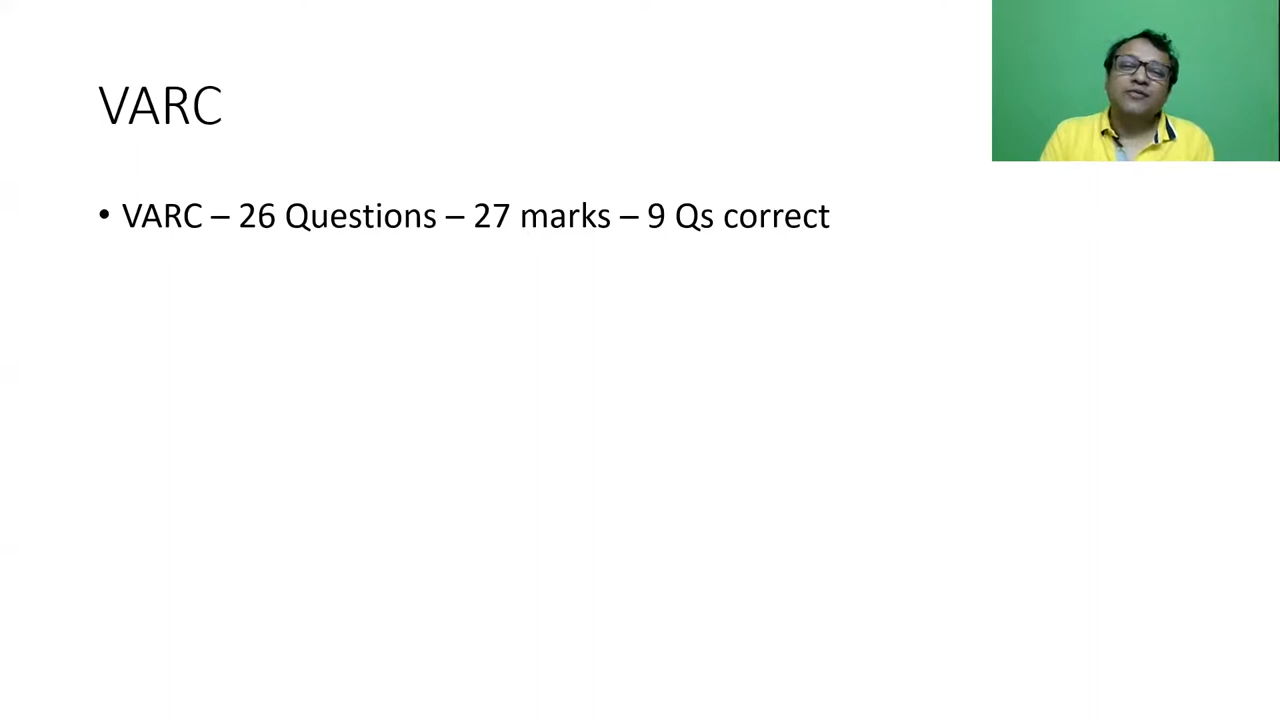 VARC
• VARC – 26 Questions – 27 marks – 9 Qs correct